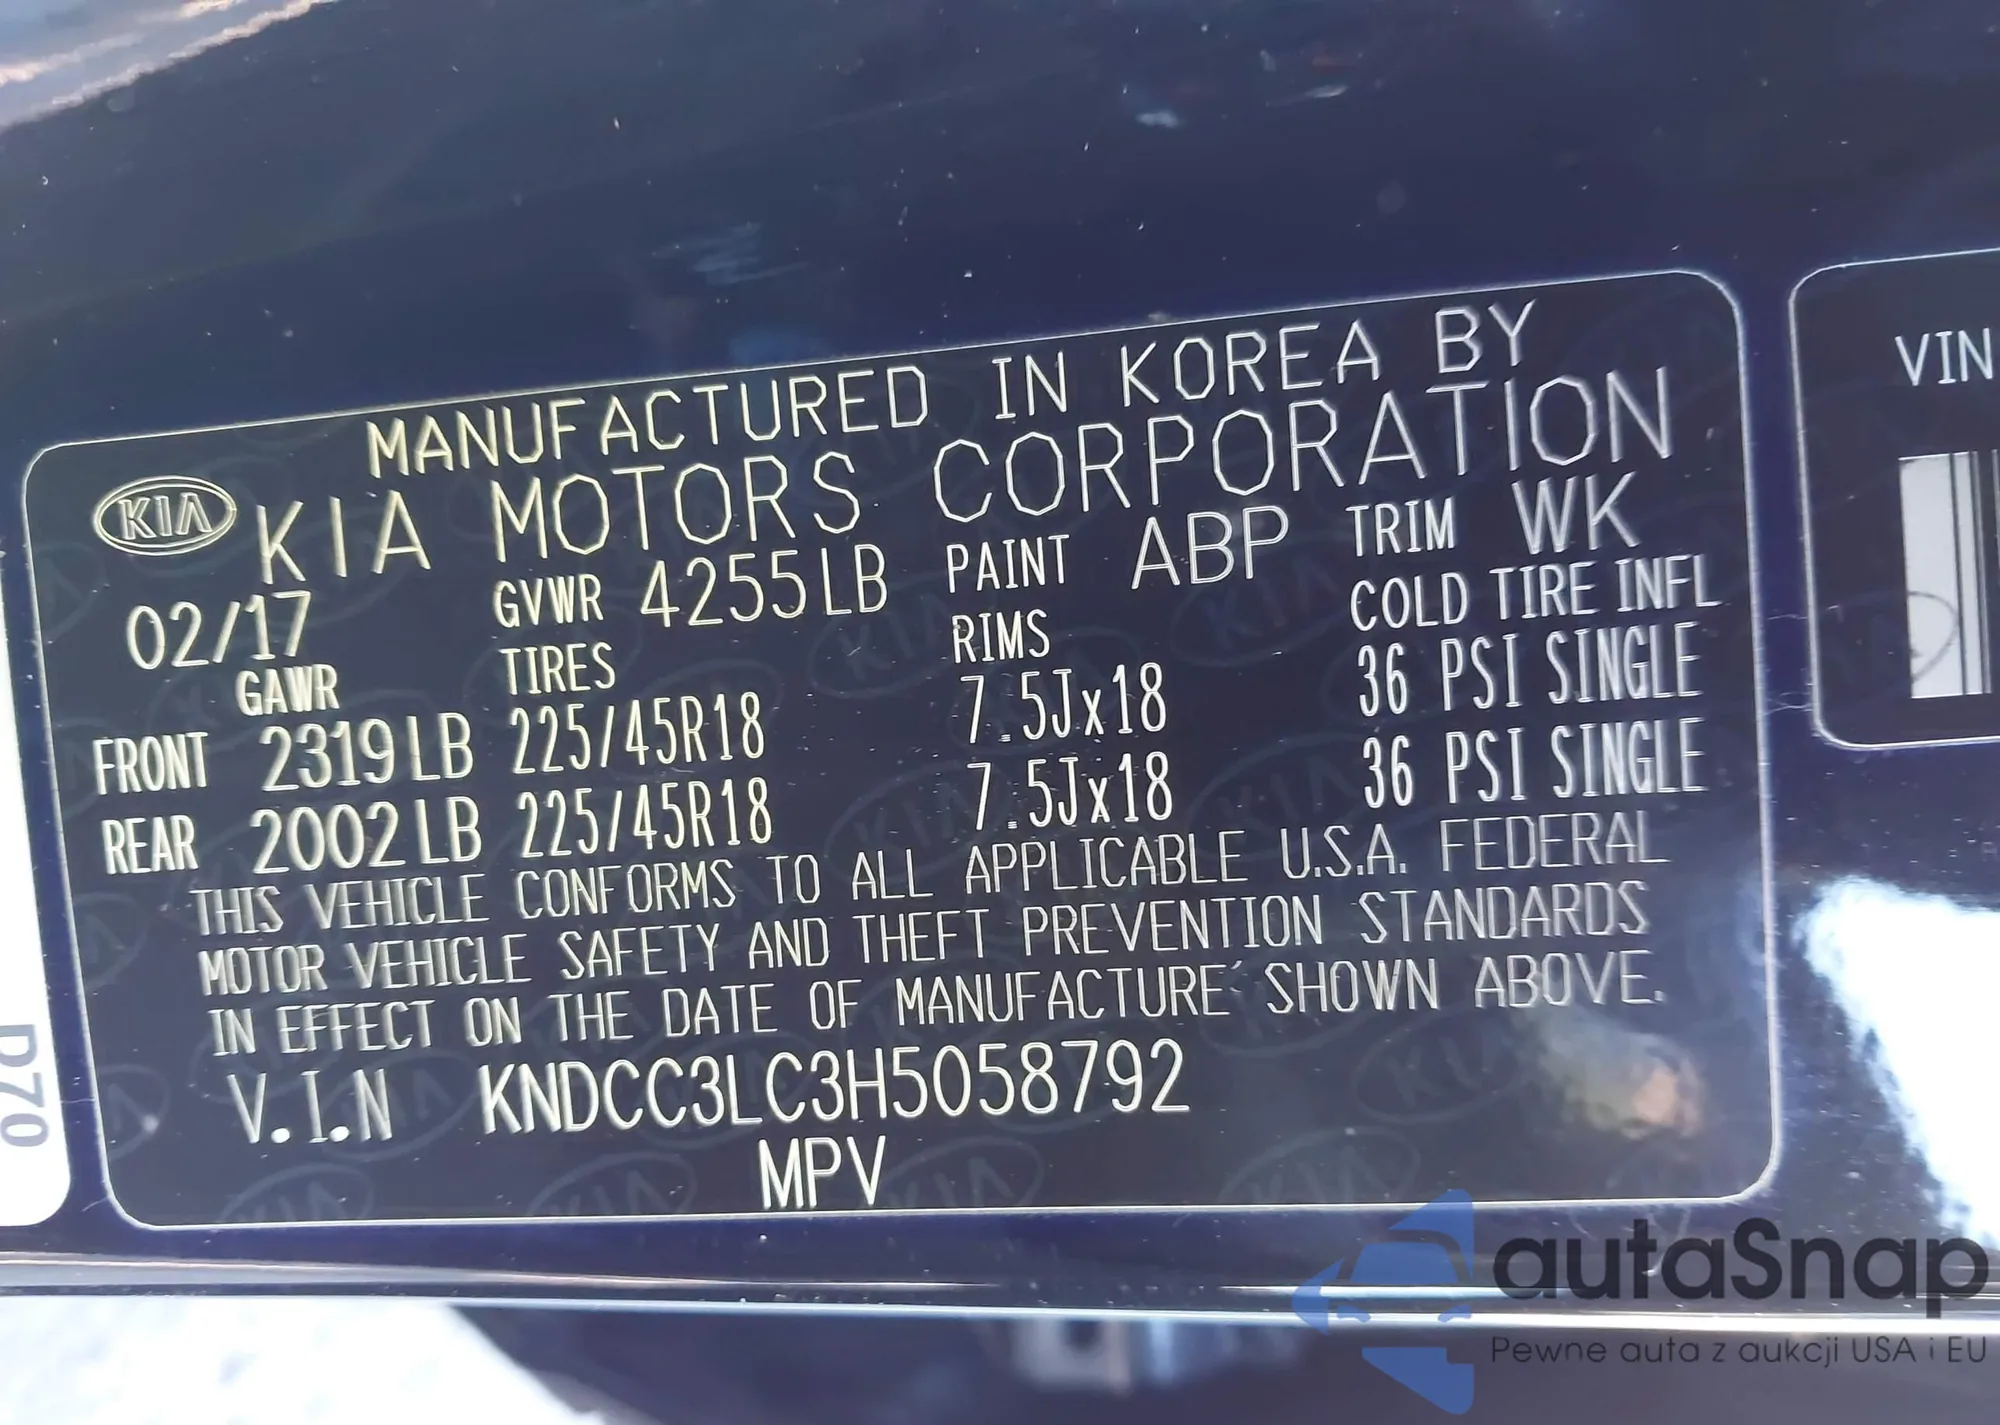 MANUFACTURED IN KOREA BY
KIA KIA MOTORS CORPORATION
02/17 GVWR 4255LB PAINT ABP TRIM WK
GAWR TIRES RIMS COLD TIRE INFL
FRONT 2319LB 225/45R18 7.5Jx18 36 PSI SINGLE
REAR 2002LB 225/45R18 7.5Jx18 36 PSI SINGLE
THIS VEHICLE CONFORMS TO ALL APPLICABLE U.S.A. FEDERAL
MOTOR VEHICLE SAFETY AND THEFT PREVENTION STANDARDS
IN EFFECT ON THE DATE OF MANUFACTURE SHOWN ABOVE.
V.I.N KNDCC3LC3H5058792
MPV
VIN
D70
autaSnap
Pewne auta z aukcji USA i EU